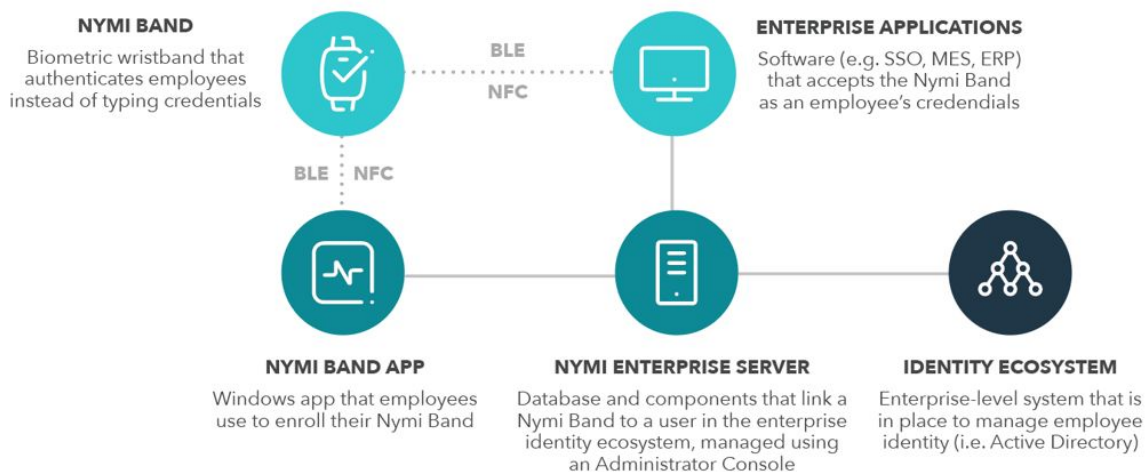 NYMI BAND
Biometric wristband that
authenticates employees
instead of typing credentials
BLE
NFC
ENTERPRISE APPLICATIONS
Software (e.g. SSO, MES, ERP)
that accepts the Nymi Band
as an employee's credendials
BLE NFC
NYMI BAND APP
Windows app that employees
use to enroll their Nymi Band
NYMI ENTERPRISE SERVER
Database and components that link a
Nymi Band to a user in the enterprise
identity ecosystem, managed using
an Administrator Console
IDENTITY ECOSYSTEM
Enterprise-level system that is
in place to manage employee
identity (i.e. Active Directory)